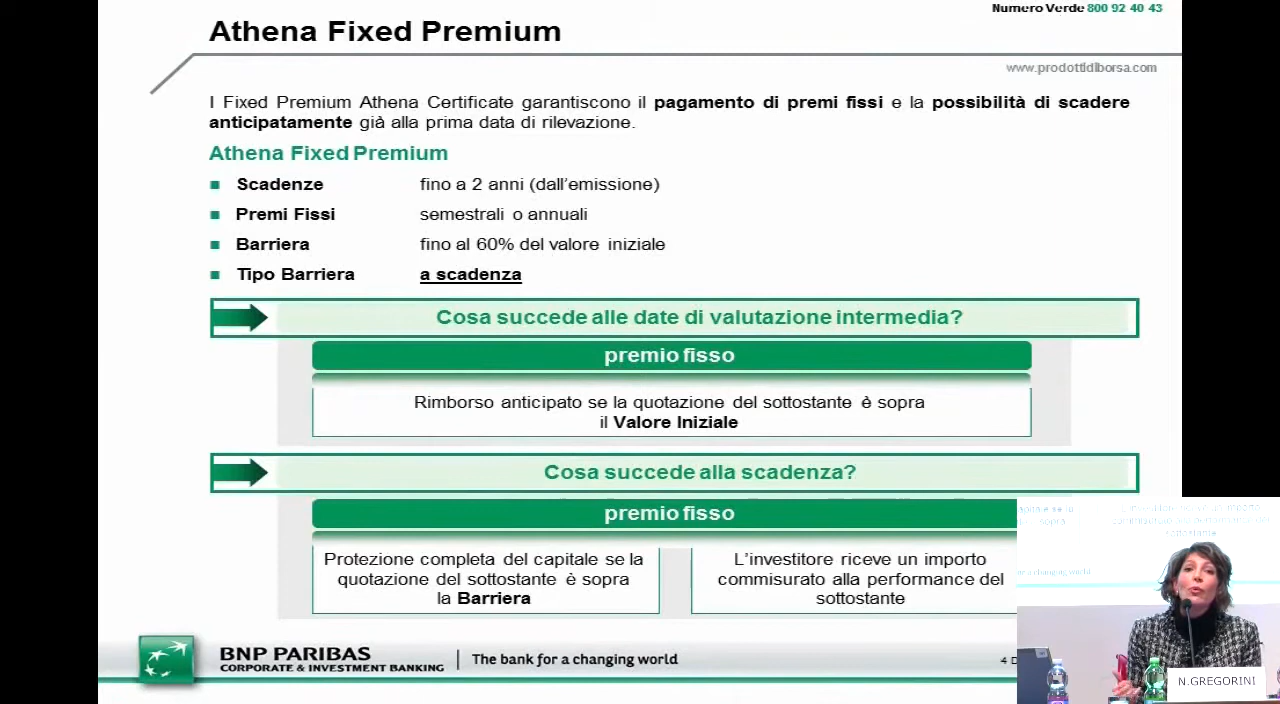 Numero Verde 800 92 40 43
Athena Fixed Premium
www.prodottidiborsa.com
I Fixed Premium Athena Certificate garantiscono il pagamento di premi fissi e la possibilità di scadere
anticipatamente già alla prima data di rilevazione.
Athena Fixed Premium
Scadenze fino a 2 anni (dall'emissione)
Premi Fissi semestrali o annuali
Barriera fino al 60% del valore iniziale
Tipo Barriera a scadenza
Cosa succede alle date di valutazione intermedia?
premio fisso
Rimborso anticipato se la quotazione del sottostante è sopra
il Valore Iniziale
Cosa succede alla scadenza?
premio fisso
Protezione completa del capitale se la
quotazione del sottostante è sopra
la Barriera
L'investitore riceve un importo
commisurato alla performance del
sottostante
BNP PARIBAS
CORPORATE & INVESTMENT BANKING
The bank for a changing world
4
N.GREGORINI